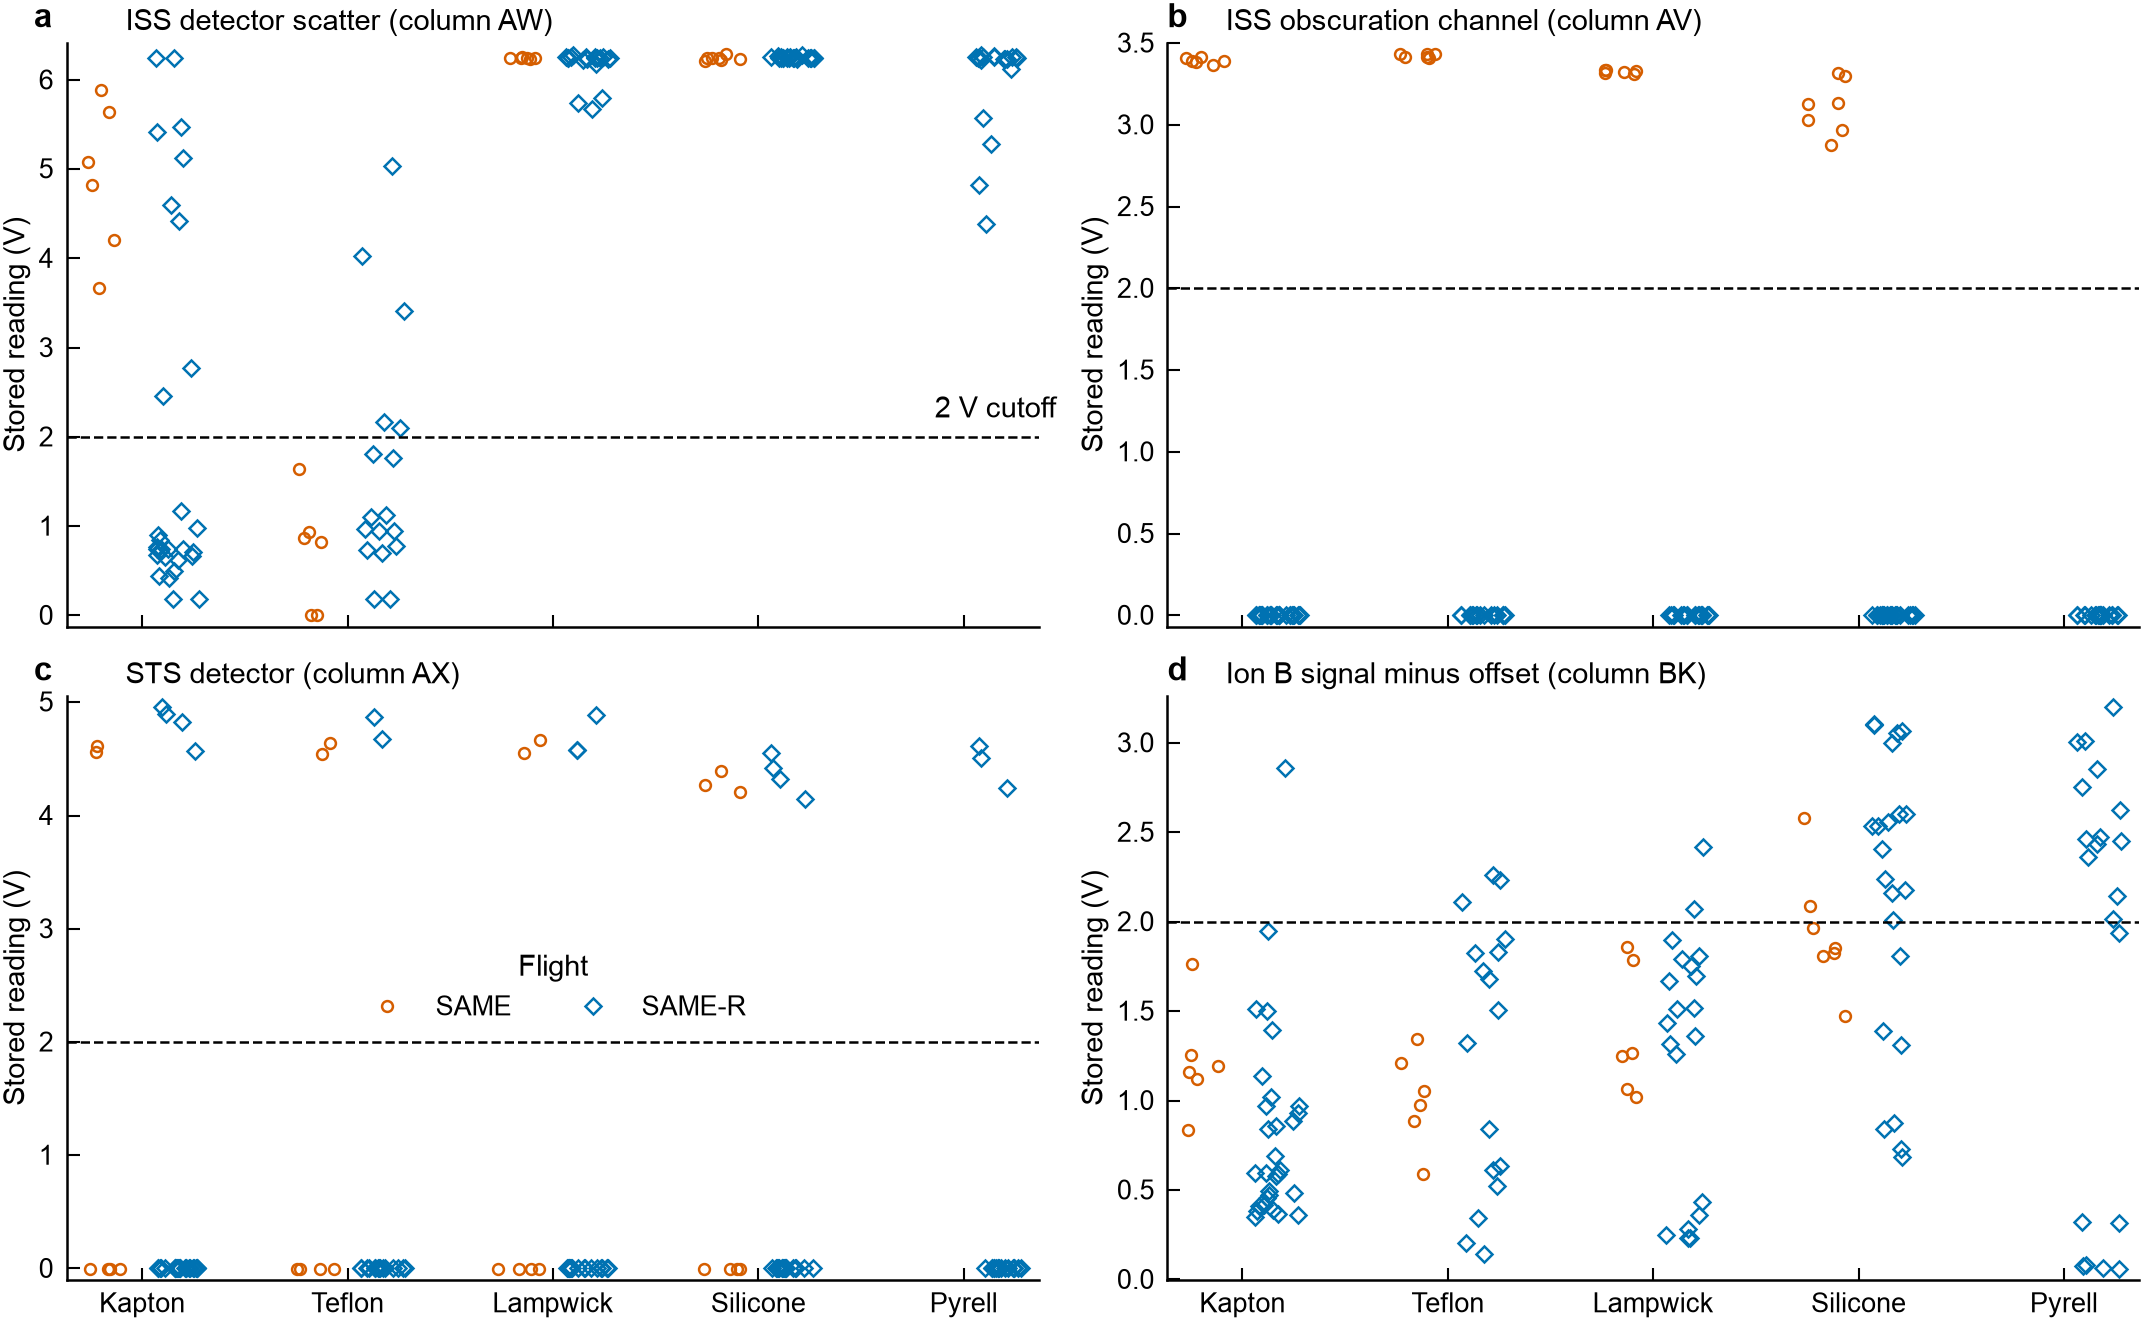 a ISS detector scatter (column AW)
Stored reading (V)
6
5
4
3
2
1
0
2 V cutoff
b ISS obscuration channel (column AV)
Stored reading (V)
3.5
3.0
2.5
2.0
1.5
1.0
0.5
0.0
c STS detector (column AX)
Stored reading (V)
5
4
3
2
1
0
Flight
SAME SAME-R
Kapton Teflon Lampwick Silicone Pyrell
d Ion B signal minus offset (column BK)
Stored reading (V)
3.0
2.5
2.0
1.5
1.0
0.5
0.0
Kapton Teflon Lampwick Silicone Pyrell